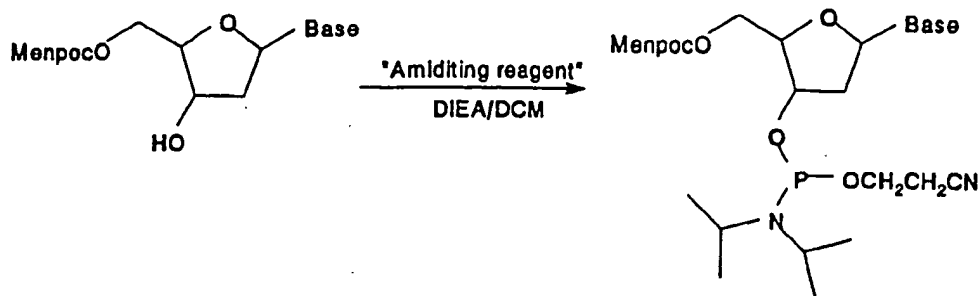 MenpocO
O
Base
HO
"Amiditing reagent"
DIEA/DCM
MenpocO
O
Base
O
P
OCH₂CH₂CN
N